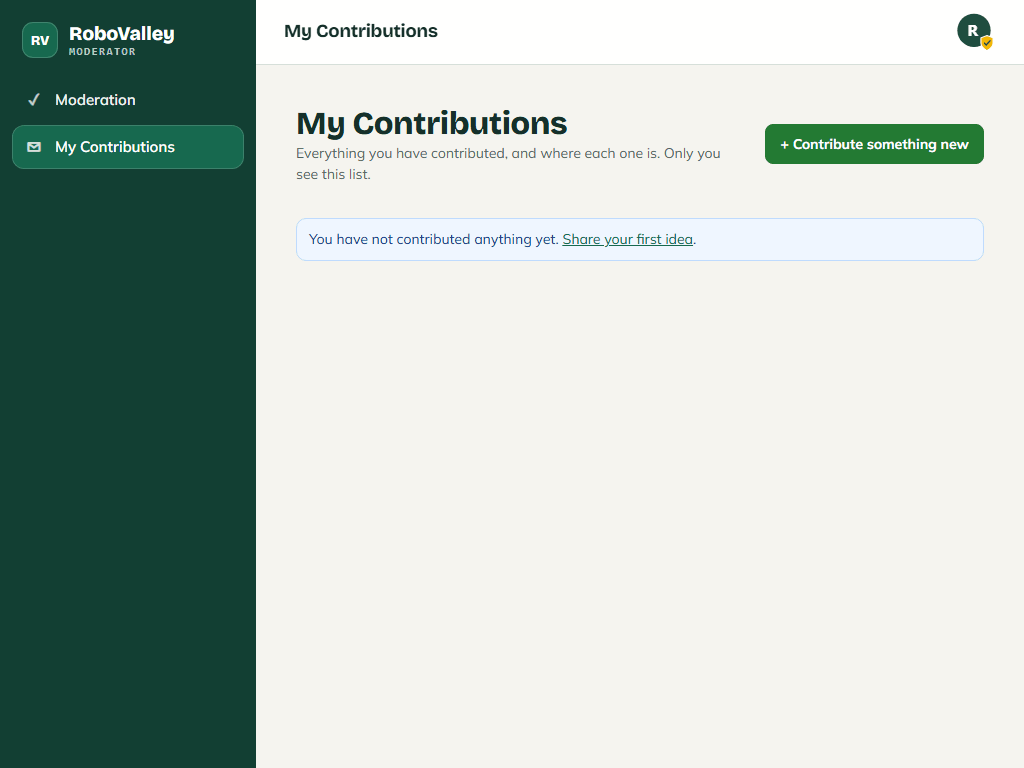 RV
RoboValley
MODERATOR
Moderation
My Contributions
My Contributions
R
My Contributions
Everything you have contributed, and where each one is. Only you
see this list.
+ Contribute something new
You have not contributed anything yet. Share your first idea.